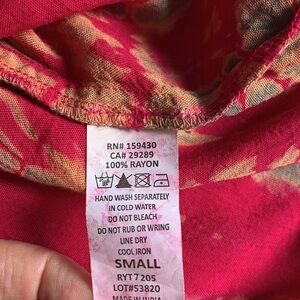 RN# 159430
CA# 29289
100% RAYON
HAND WASH SEPARATELY
IN COLD WATER
DO NOT BLEACH
DO NOT RUB OR WRING
LINE DRY
COOL IRON
SMALL
RYT7205
LOT#53820
MADE IN INDIA